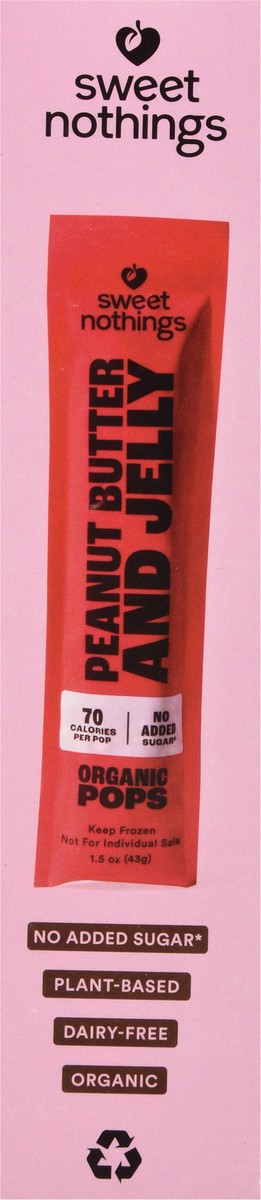 sweet
nothings
sweet
nothings
PEANUT BUTTER
AND JELLY
70
CALORIES
PER POP
NO
ADDED
SUGAR*
ORGANIC
POPS
Keep Frozen
Not For Individual Sale
1.5 oz (43g)
NO ADDED SUGAR*
PLANT-BASED
DAIRY-FREE
ORGANIC